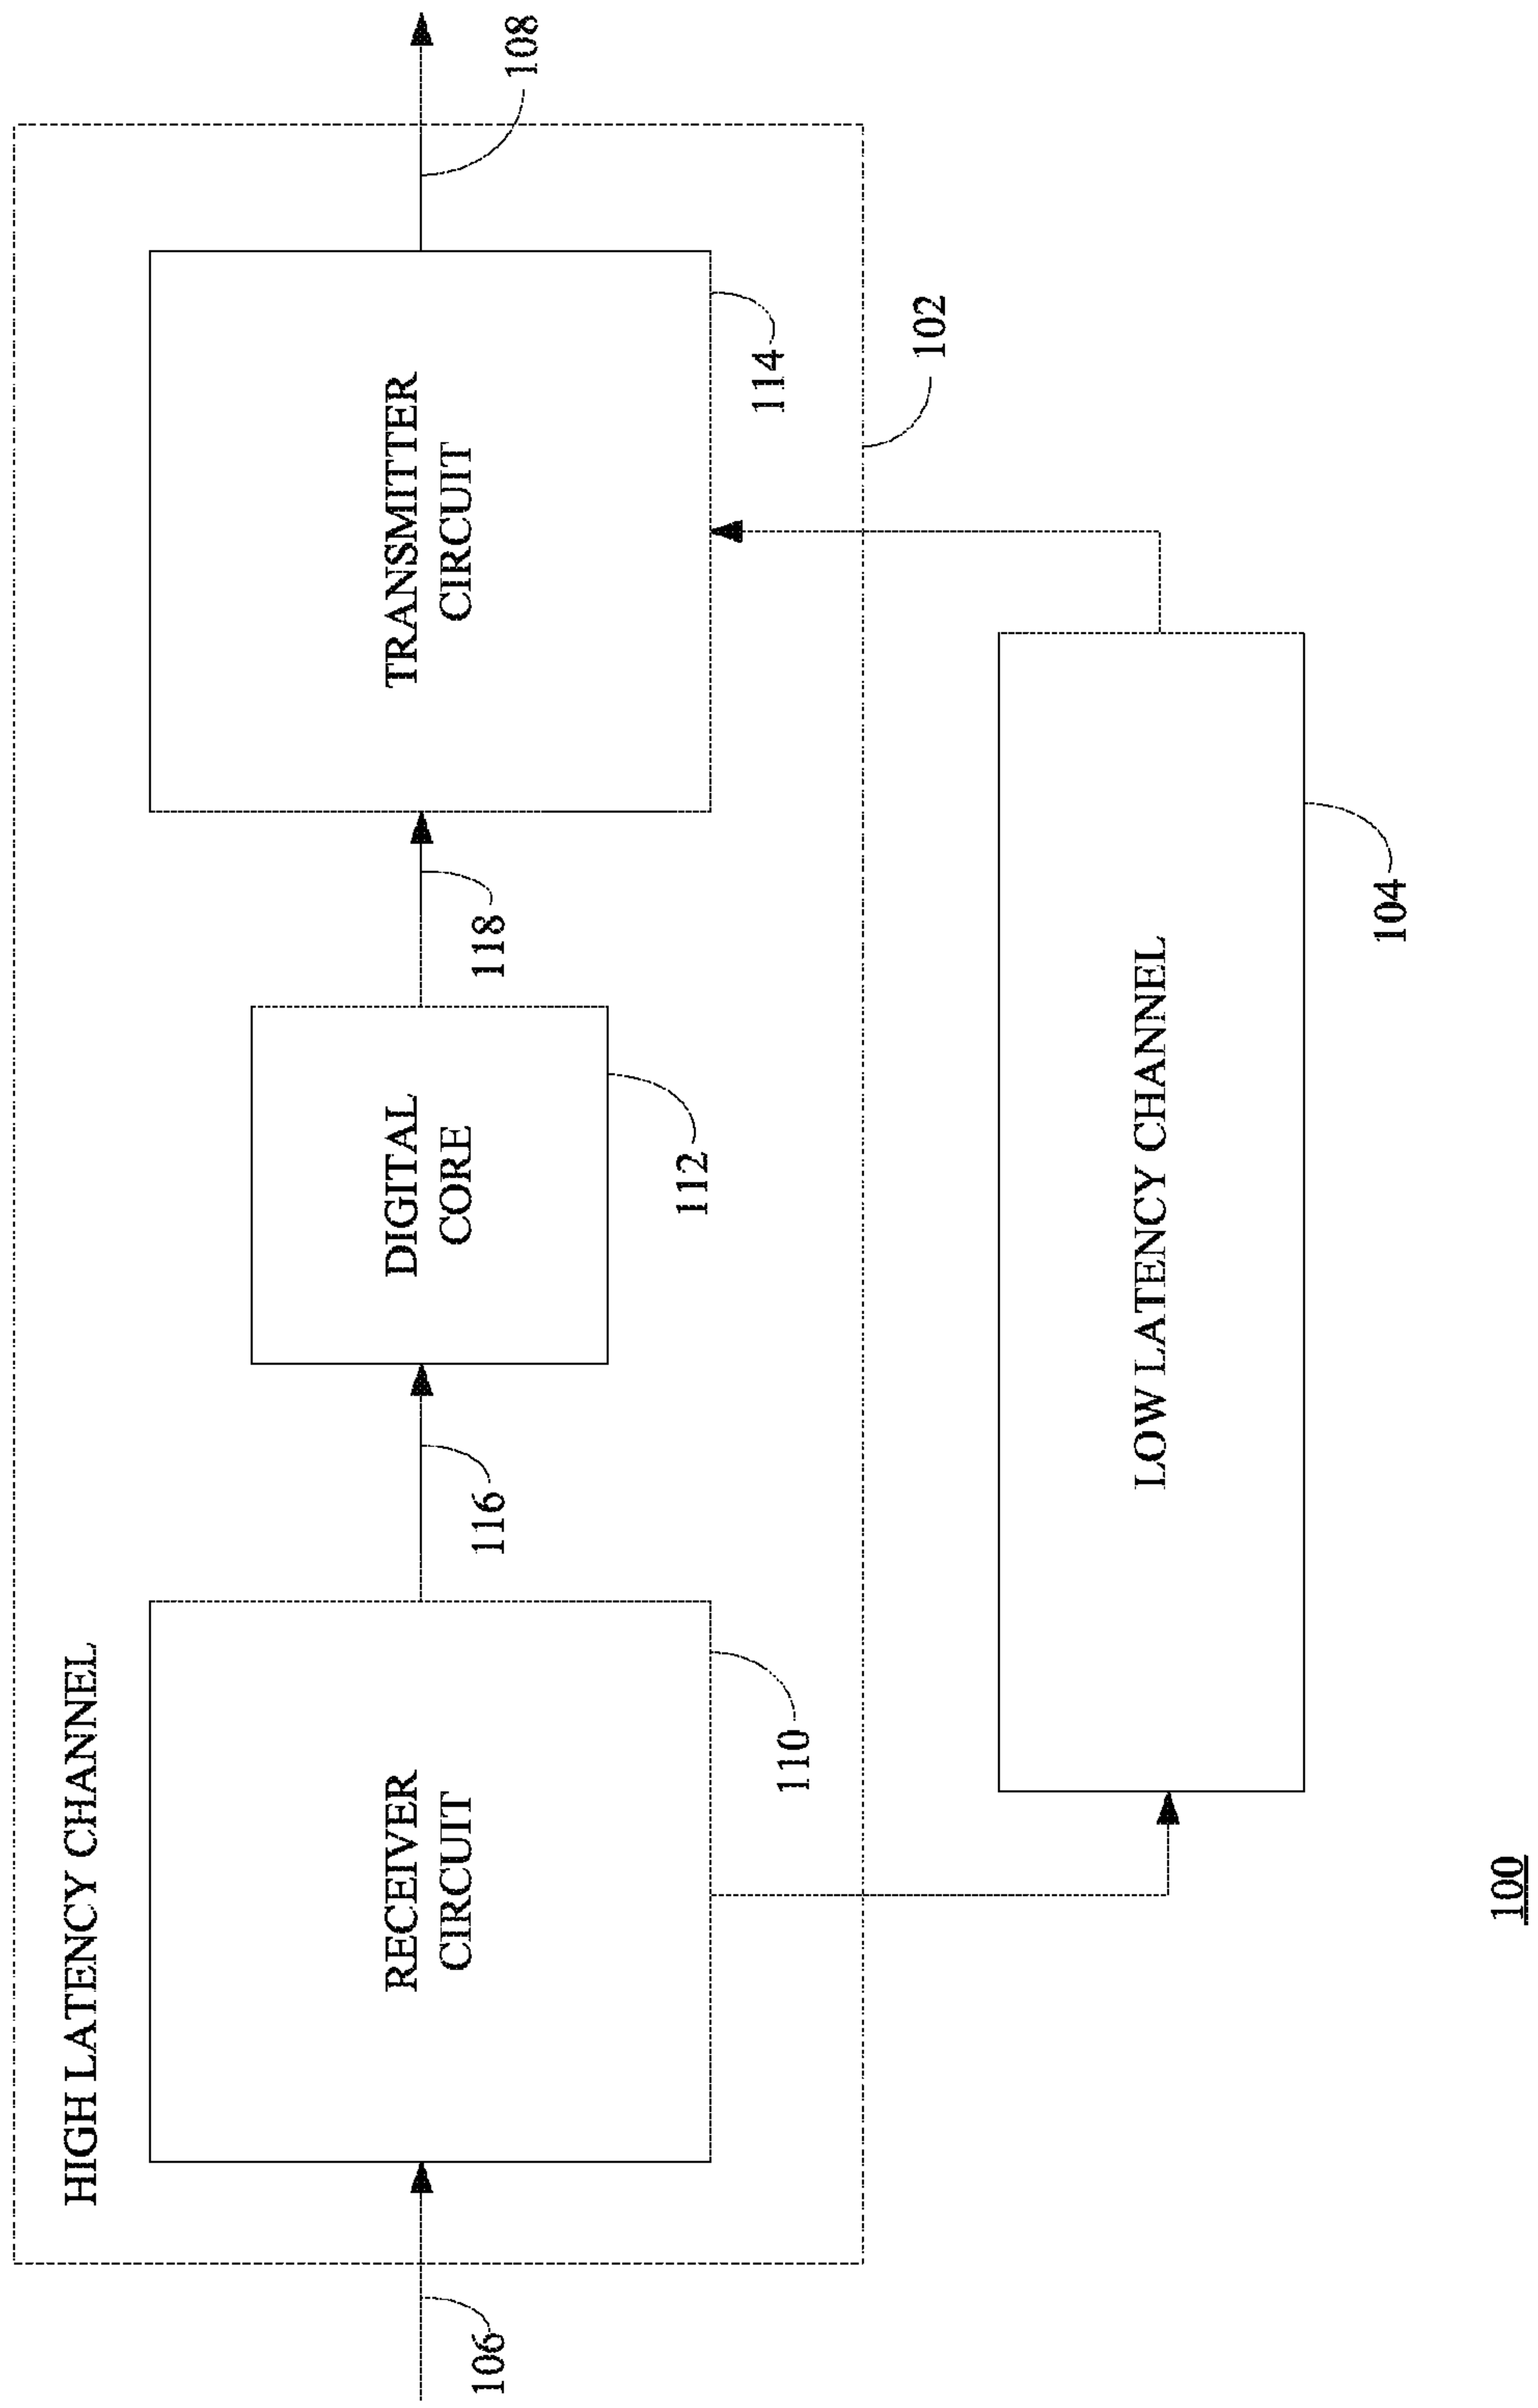 HIGH LATENCY CHANNEL
106
RECEIVER
CIRCUIT
110
116
DIGITAL
CORE
112
118
TRANSMITTER
CIRCUIT
114
108
102
LOW LATENCY CHANNEL
104
100